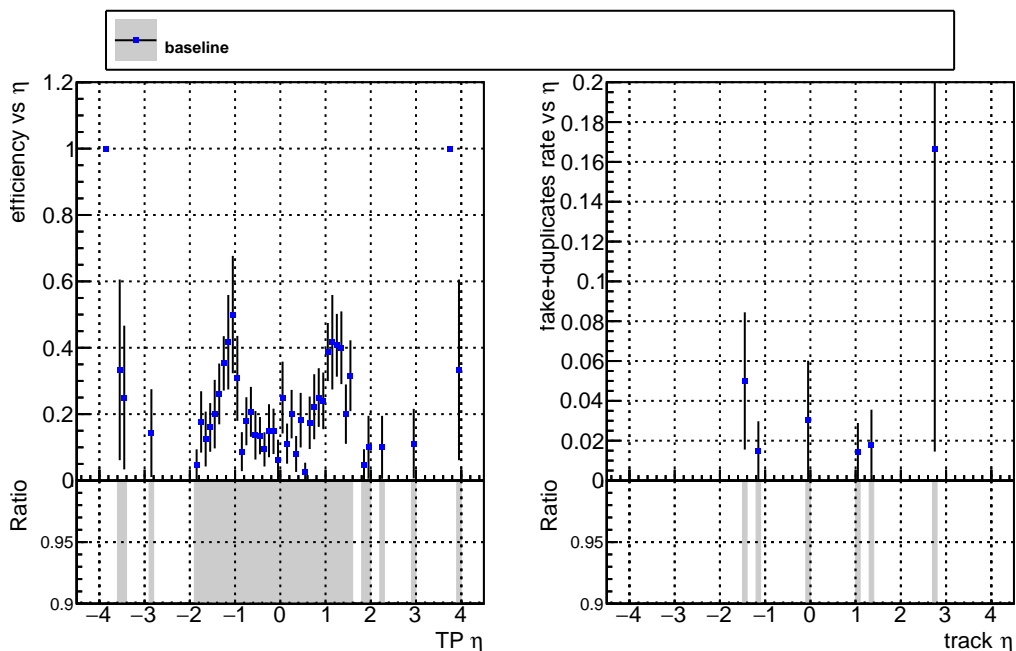 baseline
efficiency vs η
1.2
1
0.8
0.6
0.4
0.2
0
Ratio
0.95
0.9
−4 −3 −2 −1 0 1 2 3 4
TP η
fake+duplicates rate vs η
0.2
0.18
0.16
0.14
0.12
0.1
0.08
0.06
0.04
0.02
0
Ratio
0.95
0.9
−4 −3 −2 −1 0 1 2 3 4
track η